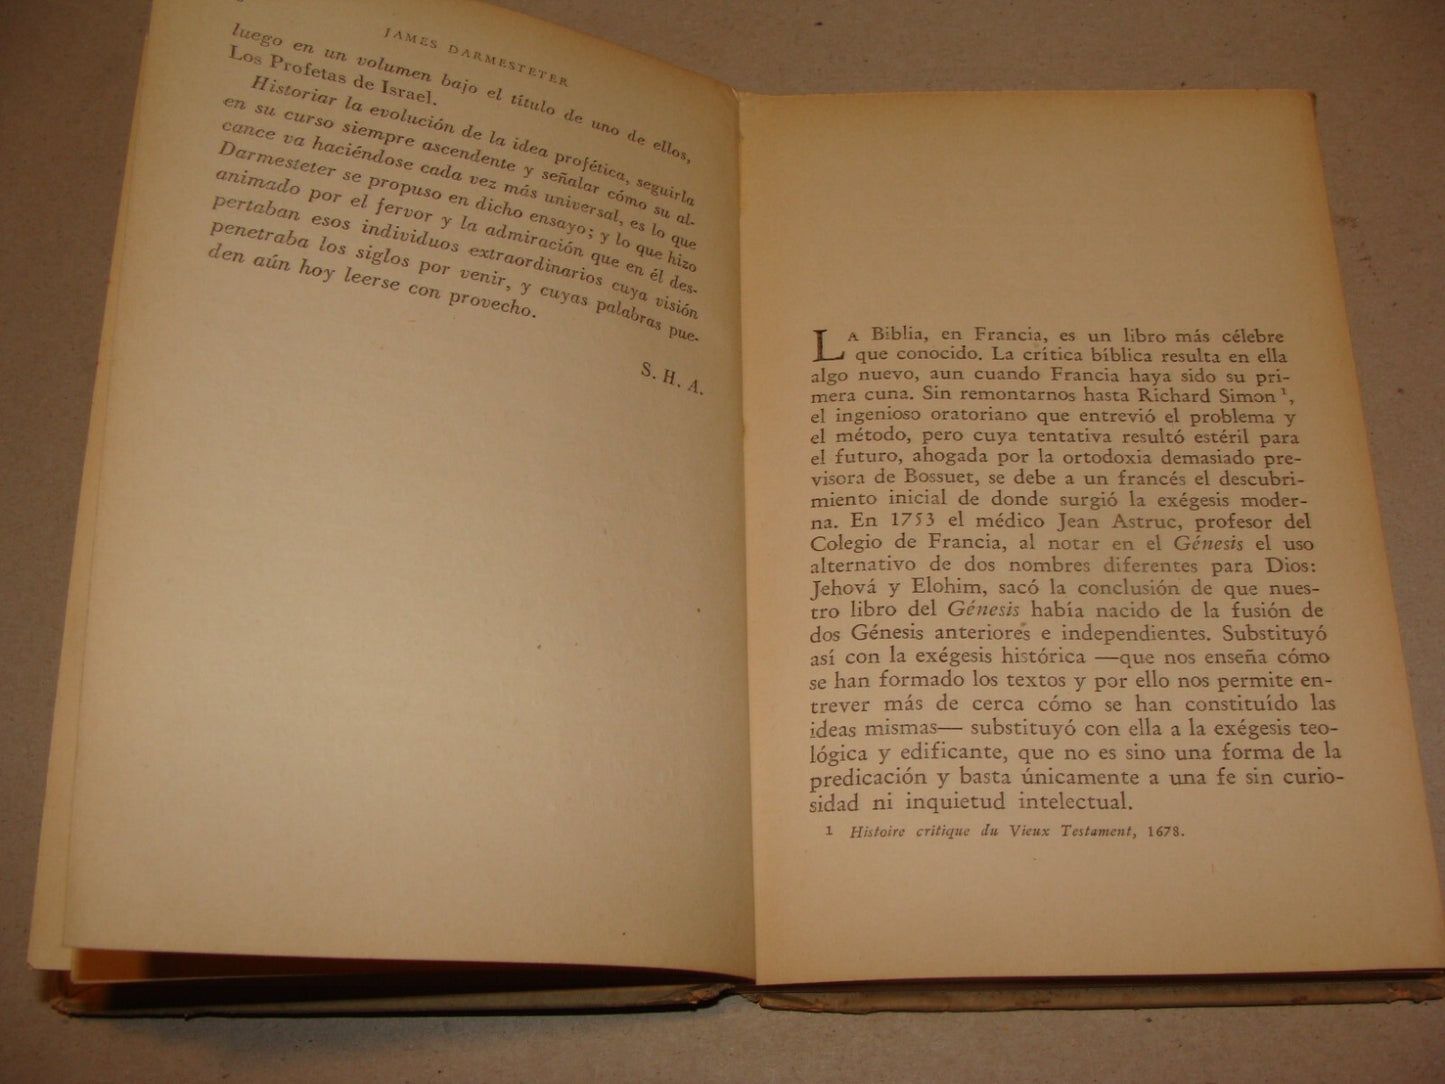 JAMES DARMESTETER
luego en un volumen bajo el título de uno de ellos,
Los Profetas de Israel.
Historiar la evolución de la idea profética, seguirla
en su curso siempre ascendente y señalar cómo su al-
cance va haciéndose cada vez más universal, es lo que
Darmesteter se propuso en dicho ensayo; y lo que hizo
animado por el fervor y la admiración que en él des-
pertaban esos individuos extraordinarios cuya visión
penetraba los siglos por venir, y cuyas palabras pue-
den aún hoy leerse con provecho.
S. H. A.
LA Biblia, en Francia, es un libro más célebre
que conocido. La crítica bíblica resulta en ella
algo nuevo, aun cuando Francia haya sido su pri-
mera cuna. Sin remontarnos hasta Richard Simon ¹,
el ingenioso oratoriano que entrevió el problema y
el método, pero cuya tentativa resultó estéril para
el futuro, ahogada por la ortodoxia demasiado pre-
visora de Bossuet, se debe a un francés el descubri-
miento inicial de donde surgió la exégesis moder-
na. En 1753 el médico Jean Astruc, profesor del
Colegio de Francia, al notar en el Génesis el uso
alternativo de dos nombres diferentes para Dios:
Jehová y Elohim, sacó la conclusión de que nues-
tro libro del Génesis había nacido de la fusión de
dos Génesis anteriores e independientes. Substituyó
así con la exégesis histórica —que nos enseña cómo
se han formado los textos y por ello nos permite en-
trever más de cerca cómo se han constituído las
ideas mismas— substituyó con ella a la exégesis teo-
lógica y edificante, que no es sino una forma de la
predicación y basta únicamente a una fe sin curio-
sidad ni inquietud intelectual.
1 Histoire critique du Vieux Testament, 1678.